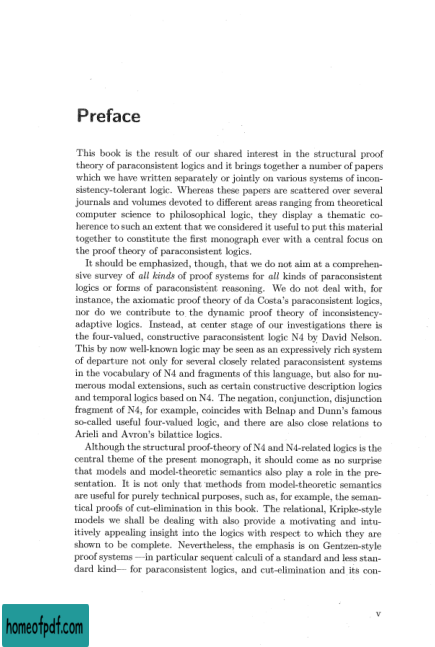 Preface
This book is the result of our shared interest in the structural proof
theory of paraconsistent logics and it brings together a number of papers
which we have written separately or jointly on various systems of incon-
sistency-tolerant logic. Whereas these papers are scattered over several
journals and volumes devoted to different areas ranging from theoretical
computer science to philosophical logic, they display a thematic co-
herence to such an extent that we considered it useful to put this material
together to constitute the first monograph ever with a central focus on
the proof theory of paraconsistent logics.
It should be emphasized, though, that we do not aim at a comprehen-
sive survey of all kinds of proof systems for all kinds of paraconsistent
logics or forms of paraconsistent reasoning. We do not deal with, for
instance, the axiomatic proof theory of da Costa's paraconsistent logics,
nor do we contribute to the dynamic proof theory of inconsistency-
adaptive logics. Instead, at center stage of our investigations there is
the four-valued, constructive paraconsistent logic N4 by David Nelson.
This by now well-known logic may be seen as an expressively rich system
of departure not only for several closely related paraconsistent systems
in the vocabulary of N4 and fragments of this language, but also for nu-
merous modal extensions, such as certain constructive description logics
and temporal logics based on N4. The negation, conjunction, disjunction
fragment of N4, for example, coincides with Belnap and Dunn's famous
so-called useful four-valued logic, and there are also close relations to
Arieli and Avron's bilattice logics.
Although the structural proof-theory of N4 and N4-related logics is the
central theme of the present monograph, it should come as no surprise
that models and model-theoretic semantics also play a role in the pre-
sentation. It is not only that methods from model-theoretic semantics
are useful for purely technical purposes, such as, for example, the seman-
tical proofs of cut-elimination in this book. The relational, Kripke-style
models we shall be dealing with also provide a motivating and intu-
itively appealing insight into the logics with respect to which they are
shown to be complete. Nevertheless, the emphasis is on Gentzen-style
proof systems —in particular sequent calculi of a standard and less stan-
dard kind— for paraconsistent logics, and cut-elimination and its con-
v
homeofpdf.com